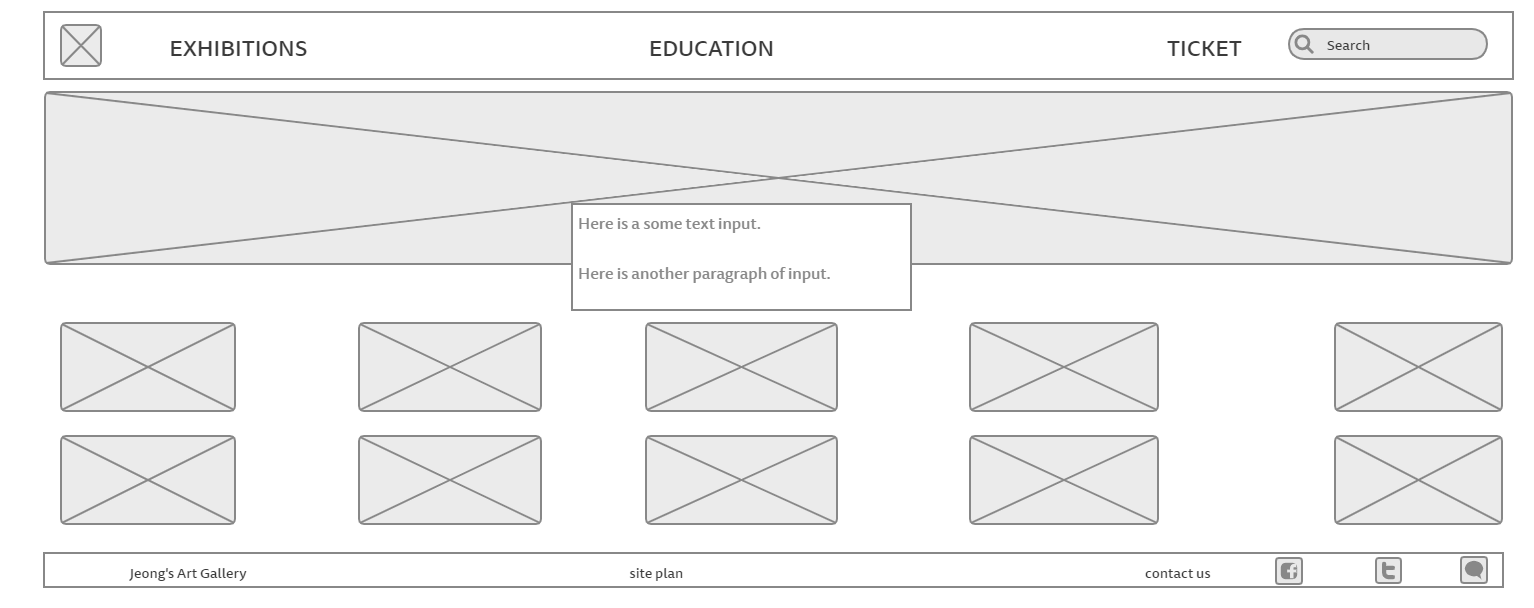 EXHIBITIONS
EDUCATION
TICKET
Search
Here is a some text input.
Here is another paragraph of input.
Jeong's Art Gallery
site plan
contact us